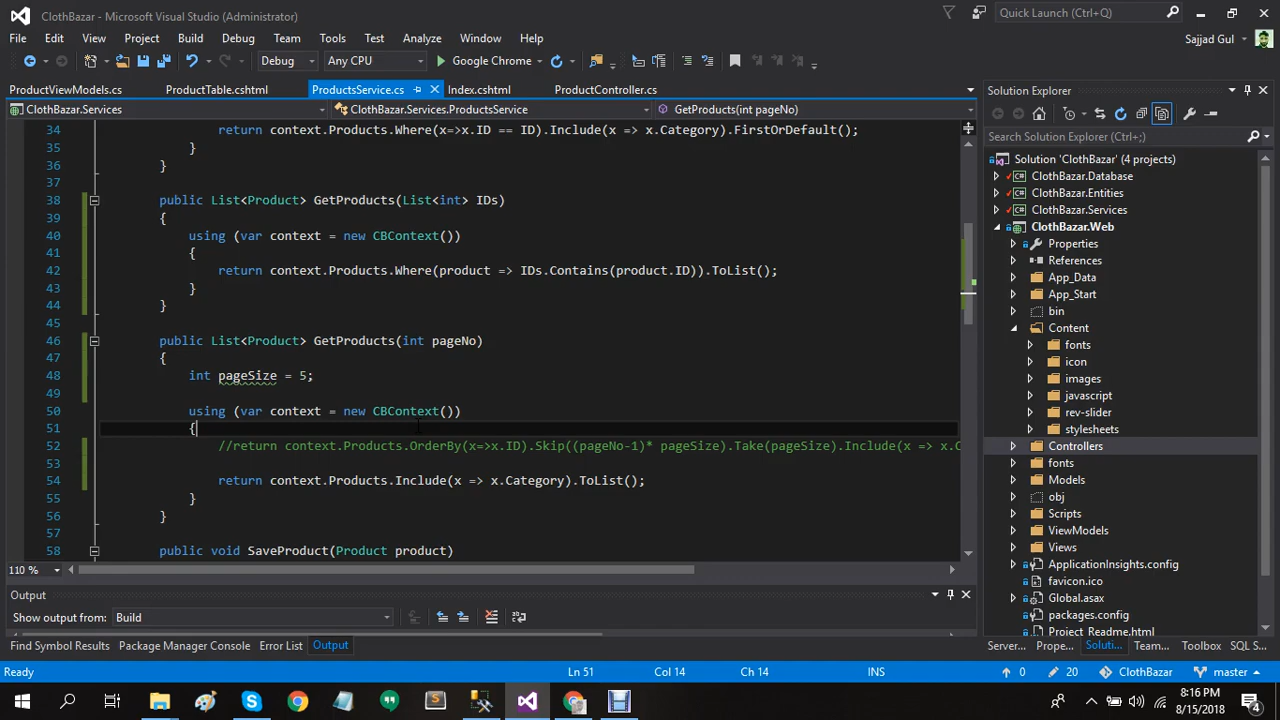 ClothBazar - Microsoft Visual Studio (Administrator)
Quick Launch (Ctrl+Q)
File Edit View Project Build Debug Team Tools Test Analyze Window Help
Sajjad Gul
Debug Any CPU Google Chrome
ProductViewModels.cs ProductTable.cshtml ProductsService.cs Index.cshtml ProductController.cs
ClothBazar.Services ClothBazar.Services.ProductsService GetProducts(int pageNo)
34 return context.Products.Where(x=>x.ID == ID).Include(x => x.Category).FirstOrDefault();
35 }
36 }
37
38 public List<Product> GetProducts(List<int> IDs)
39 {
40 using (var context = new CBContext())
41 {
42 return context.Products.Where(product => IDs.Contains(product.ID)).ToList();
43 }
44 }
45
46 public List<Product> GetProducts(int pageNo)
47 {
48 int pageSize = 5;
49
50 using (var context = new CBContext())
51 {
52 //return context.Products.OrderBy(x=>x.ID).Skip((pageNo-1)* pageSize).Take(pageSize).Include(x => x.C
53
54 return context.Products.Include(x => x.Category).ToList();
55 }
56 }
57
58 public void SaveProduct(Product product)
110 %
Output
Show output from: Build
Find Symbol Results Package Manager Console Error List Output
Solution Explorer
Search Solution Explorer (Ctrl+;)
Solution 'ClothBazar' (4 projects)
ClothBazar.Database
ClothBazar.Entities
ClothBazar.Services
ClothBazar.Web
Properties
References
App_Data
App_Start
bin
Content
fonts
icon
images
javascript
rev-slider
stylesheets
Controllers
fonts
Models
obj
Scripts
ViewModels
Views
ApplicationInsights.config
favicon.ico
Global.asax
packages.config
Project_Readme.html
Server... Prope... Soluti... Team... Toolbox SQL S...
Ready Ln 51 Col 14 Ch 14 INS 0 20 ClothBazar master
8:16 PM
8/15/2018
4